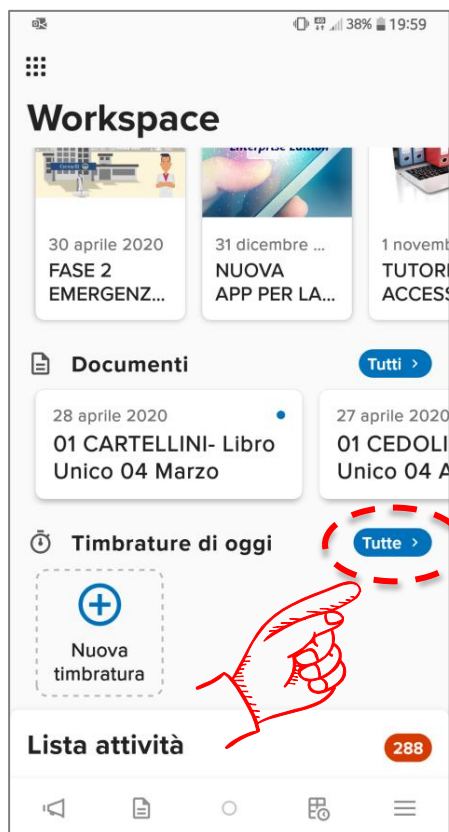 38% 19:59
Workspace
Enterprise Edition
30 aprile 2020
FASE 2
EMERGENZ...
31 dicembre ...
NUOVA
APP PER LA...
1 novemb
TUTORI
ACCESS
Documenti
Tutti >
28 aprile 2020
01 CARTELLINI- Libro
Unico 04 Marzo
27 aprile 2020
01 CEDOLI
Unico 04 A
Timbrature di oggi
Tutte >
Nuova
timbratura
Lista attività
288